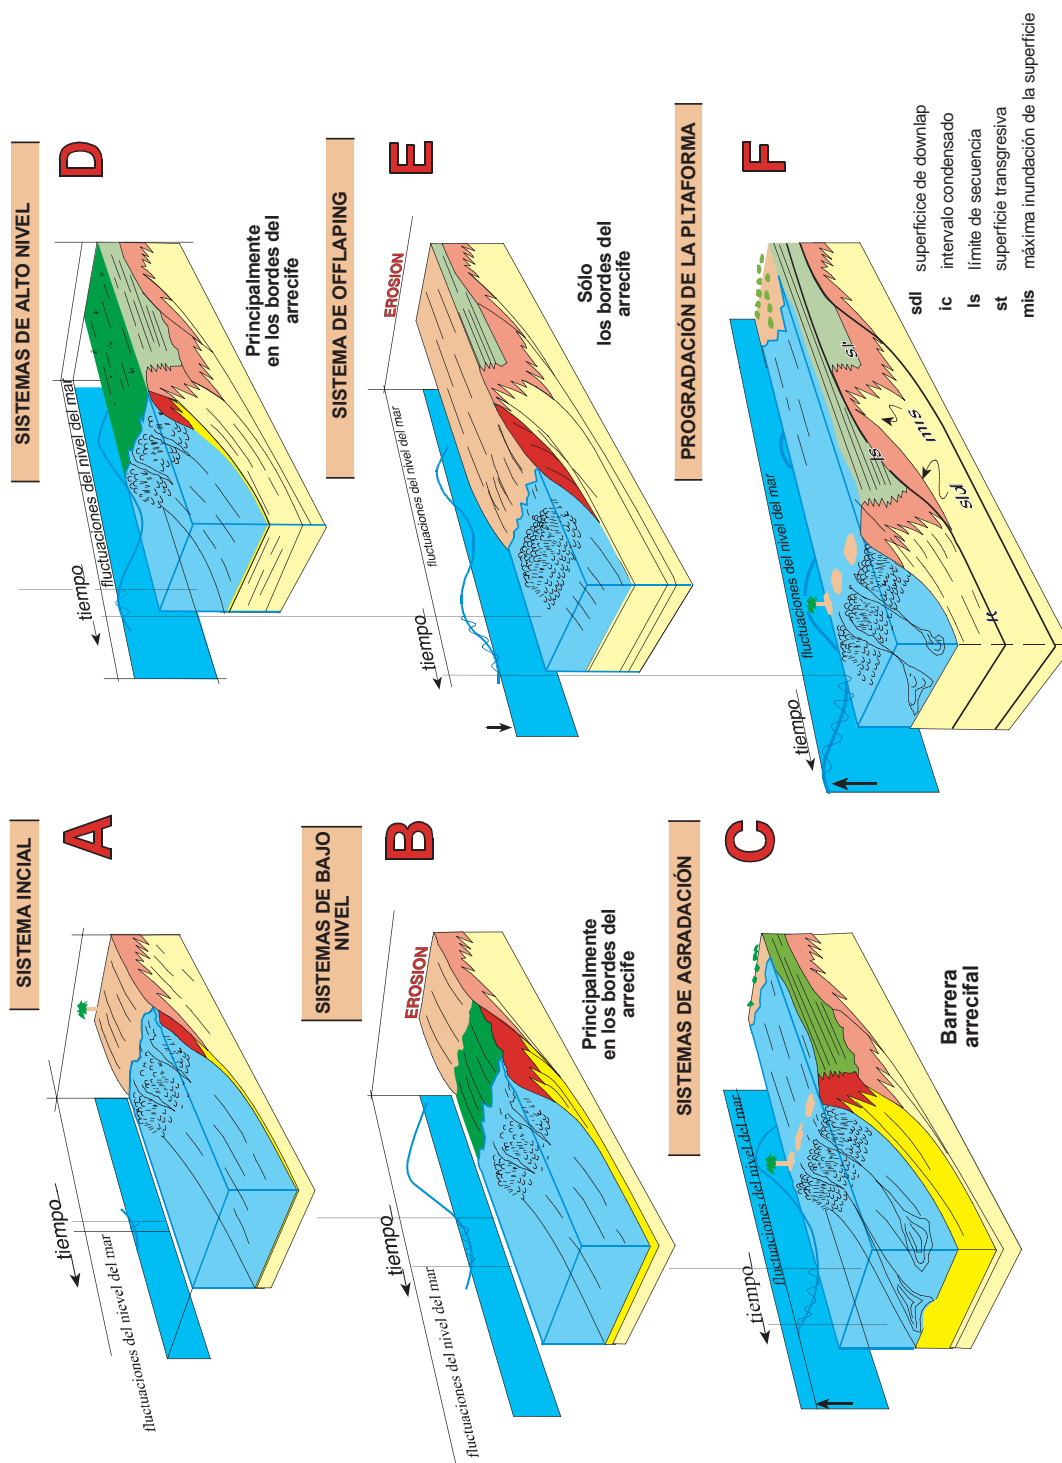 SISTEMA INCIAL
A
tiempo
fluctuaciones del nievel del mar
SISTEMAS DE BAJO
NIVEL
B
EROSION
tiempo
fluctuaciones del nivel del mar
Principalmente
en los bordes del
arrecife
SISTEMAS DE AGRADACIÓN
C
tiempo
fluctuaciones del nivel del mar
Barrera
arrecifal
SISTEMAS DE ALTO NIVEL
D
tiempo
fluctuaciones del nivel del mar
Principalmente
en los bordes del
arrecife
SISTEMA DE OFFLAPING
E
EROSION
tiempo
fluctuaciones del nivel del mar
Sólo
los bordes del
arrecife
PROGRADACIÓN DE LA PLTAFORMA
F
tiempo
fluctuaciones del nivel del mar
ls
mis
sdl
sdl superficice de downlap
ic intervalo condensado
ls límite de secuencia
st superficie transgresiva
mis máxima inundación de la superficie